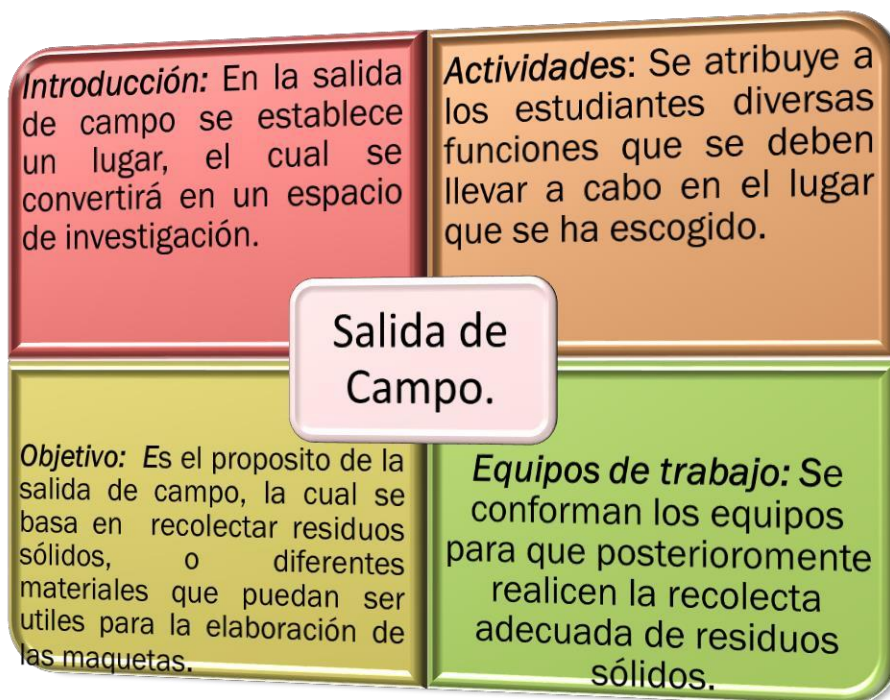 Introducción: En la salida
de campo se establece
un lugar, el cual se
convertirá en un espacio
de investigación.
Actividades: Se atribuye a
los estudiantes diversas
funciones que se deben
llevar a cabo en el lugar
que se ha escogido.
Salida de
Campo.
Objetivo: Es el proposito de la
salida de campo, la cual se
basa en recolectar residuos
sólidos, o diferentes
materiales que puedan ser
utiles para la elaboración de
las maquetas.
Equipos de trabajo: Se
conforman los equipos
para que posterioromente
realicen la recolecta
adecuada de residuos
sólidos.